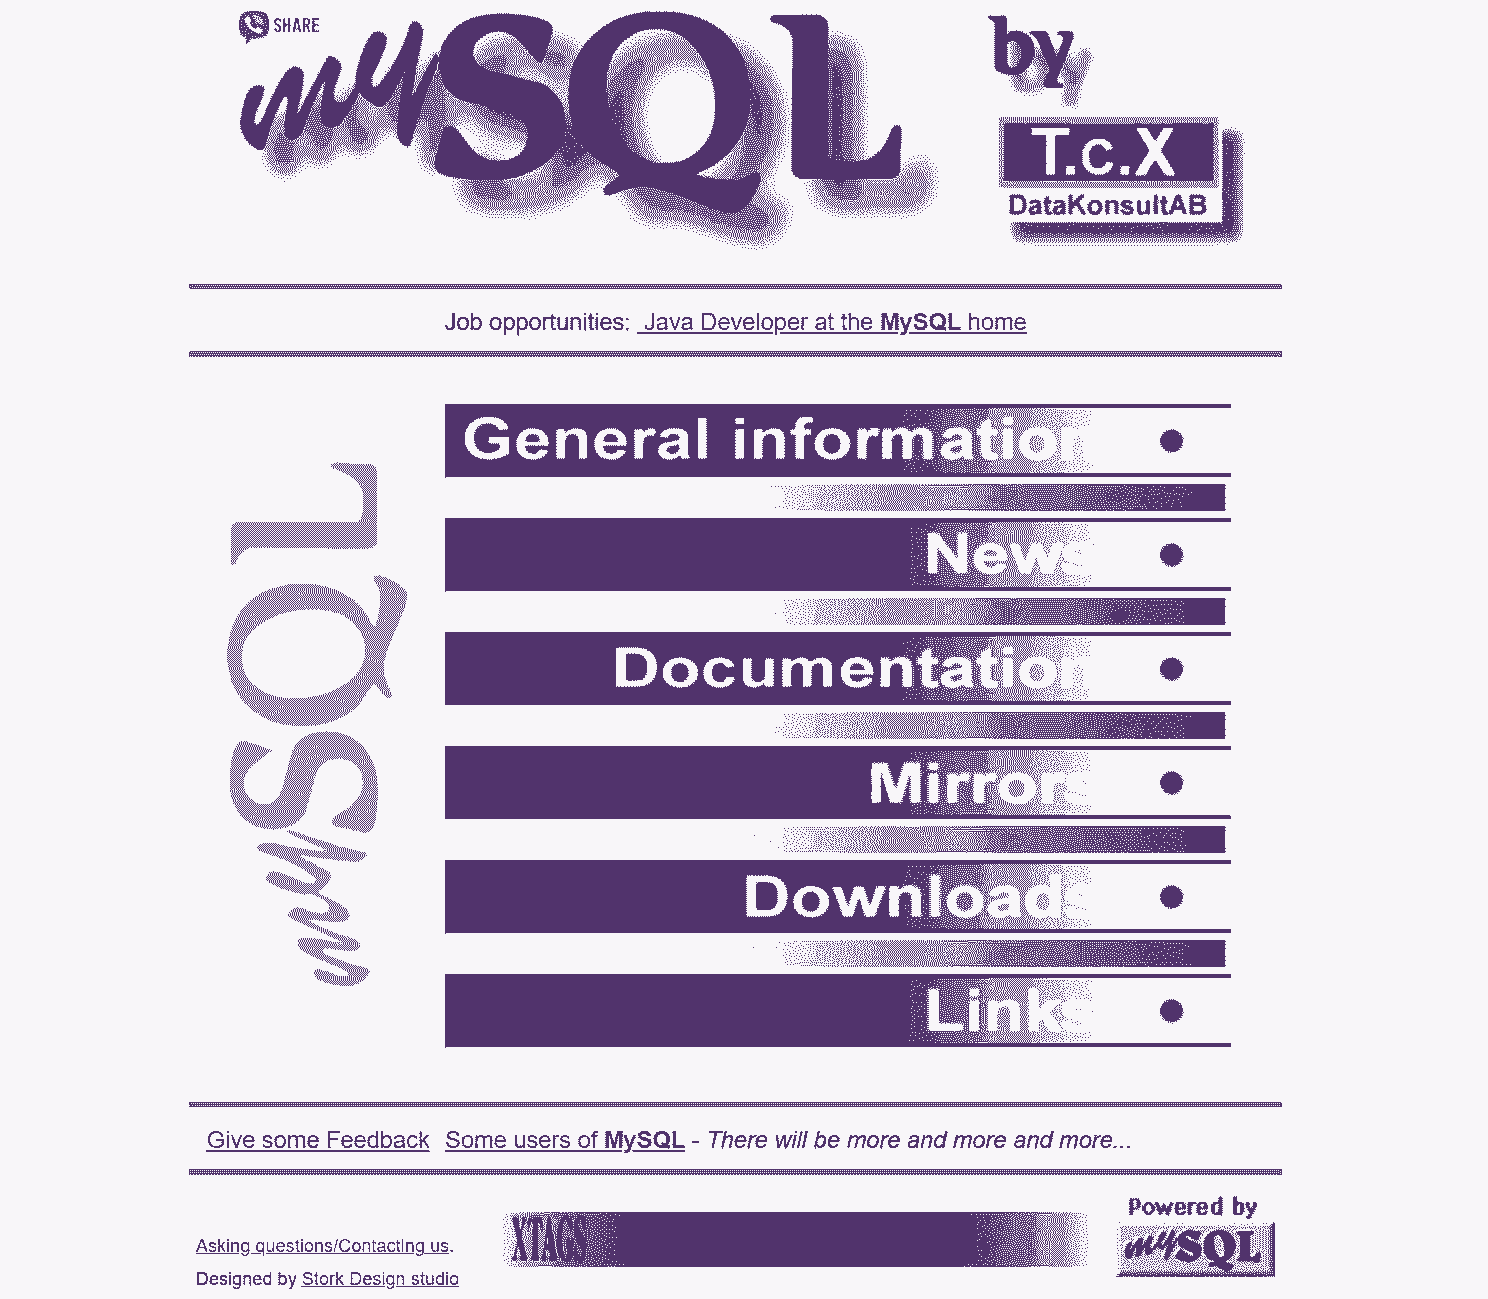 SHARE
mySQL by
T.c.X
DataKonsultAB
Job opportunities: Java Developer at the MySQL home
General information
mySQL
News
Documentation
Mirrors
Downloads
Links
Give some Feedback Some users of MySQL - There will be more and more and more...
Powered by
mySQL
XTAGS
Asking questions/Contacting us.
Designed by Stork Design studio